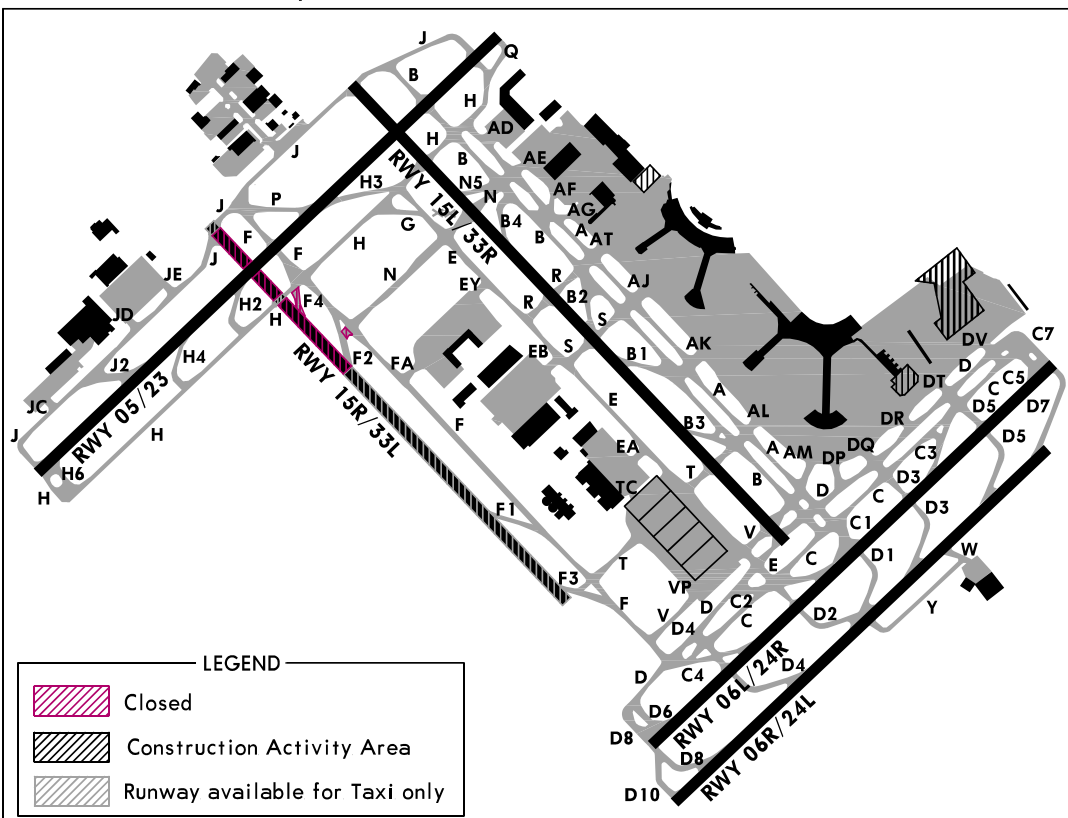 J
Q
B
H
AD
H
J
B
AE
RWY 15L/33R
H3
N5
N
AF
P
AG
J
B4
A
G
B
AT
F
H
E
F
J
JE
N
R
AJ
EY
B2
H2
F4
R
S
JD
H
AK
S
B1
C7
DV
EB
F2
D
J2
H4
FA
RWY 15R/33L
C5
DT
C
A
E
D5
D7
JC
RWY 05/23
AL
DR
B3
F
D5
J
H
EA
DQ
A
AM
DP
C3
H6
T
D3
B
D
TC
C
H
F1
D3
C1
V
W
D1
E
C
T
F3
VP
C2
Y
F
D
V
C
D2
D4
LEGEND
D4
C4
D
RWY 06L/24R
Closed
D6
D8
RWY 06R/24L
Construction Activity Area
D8
Runway available for Taxi only
D10